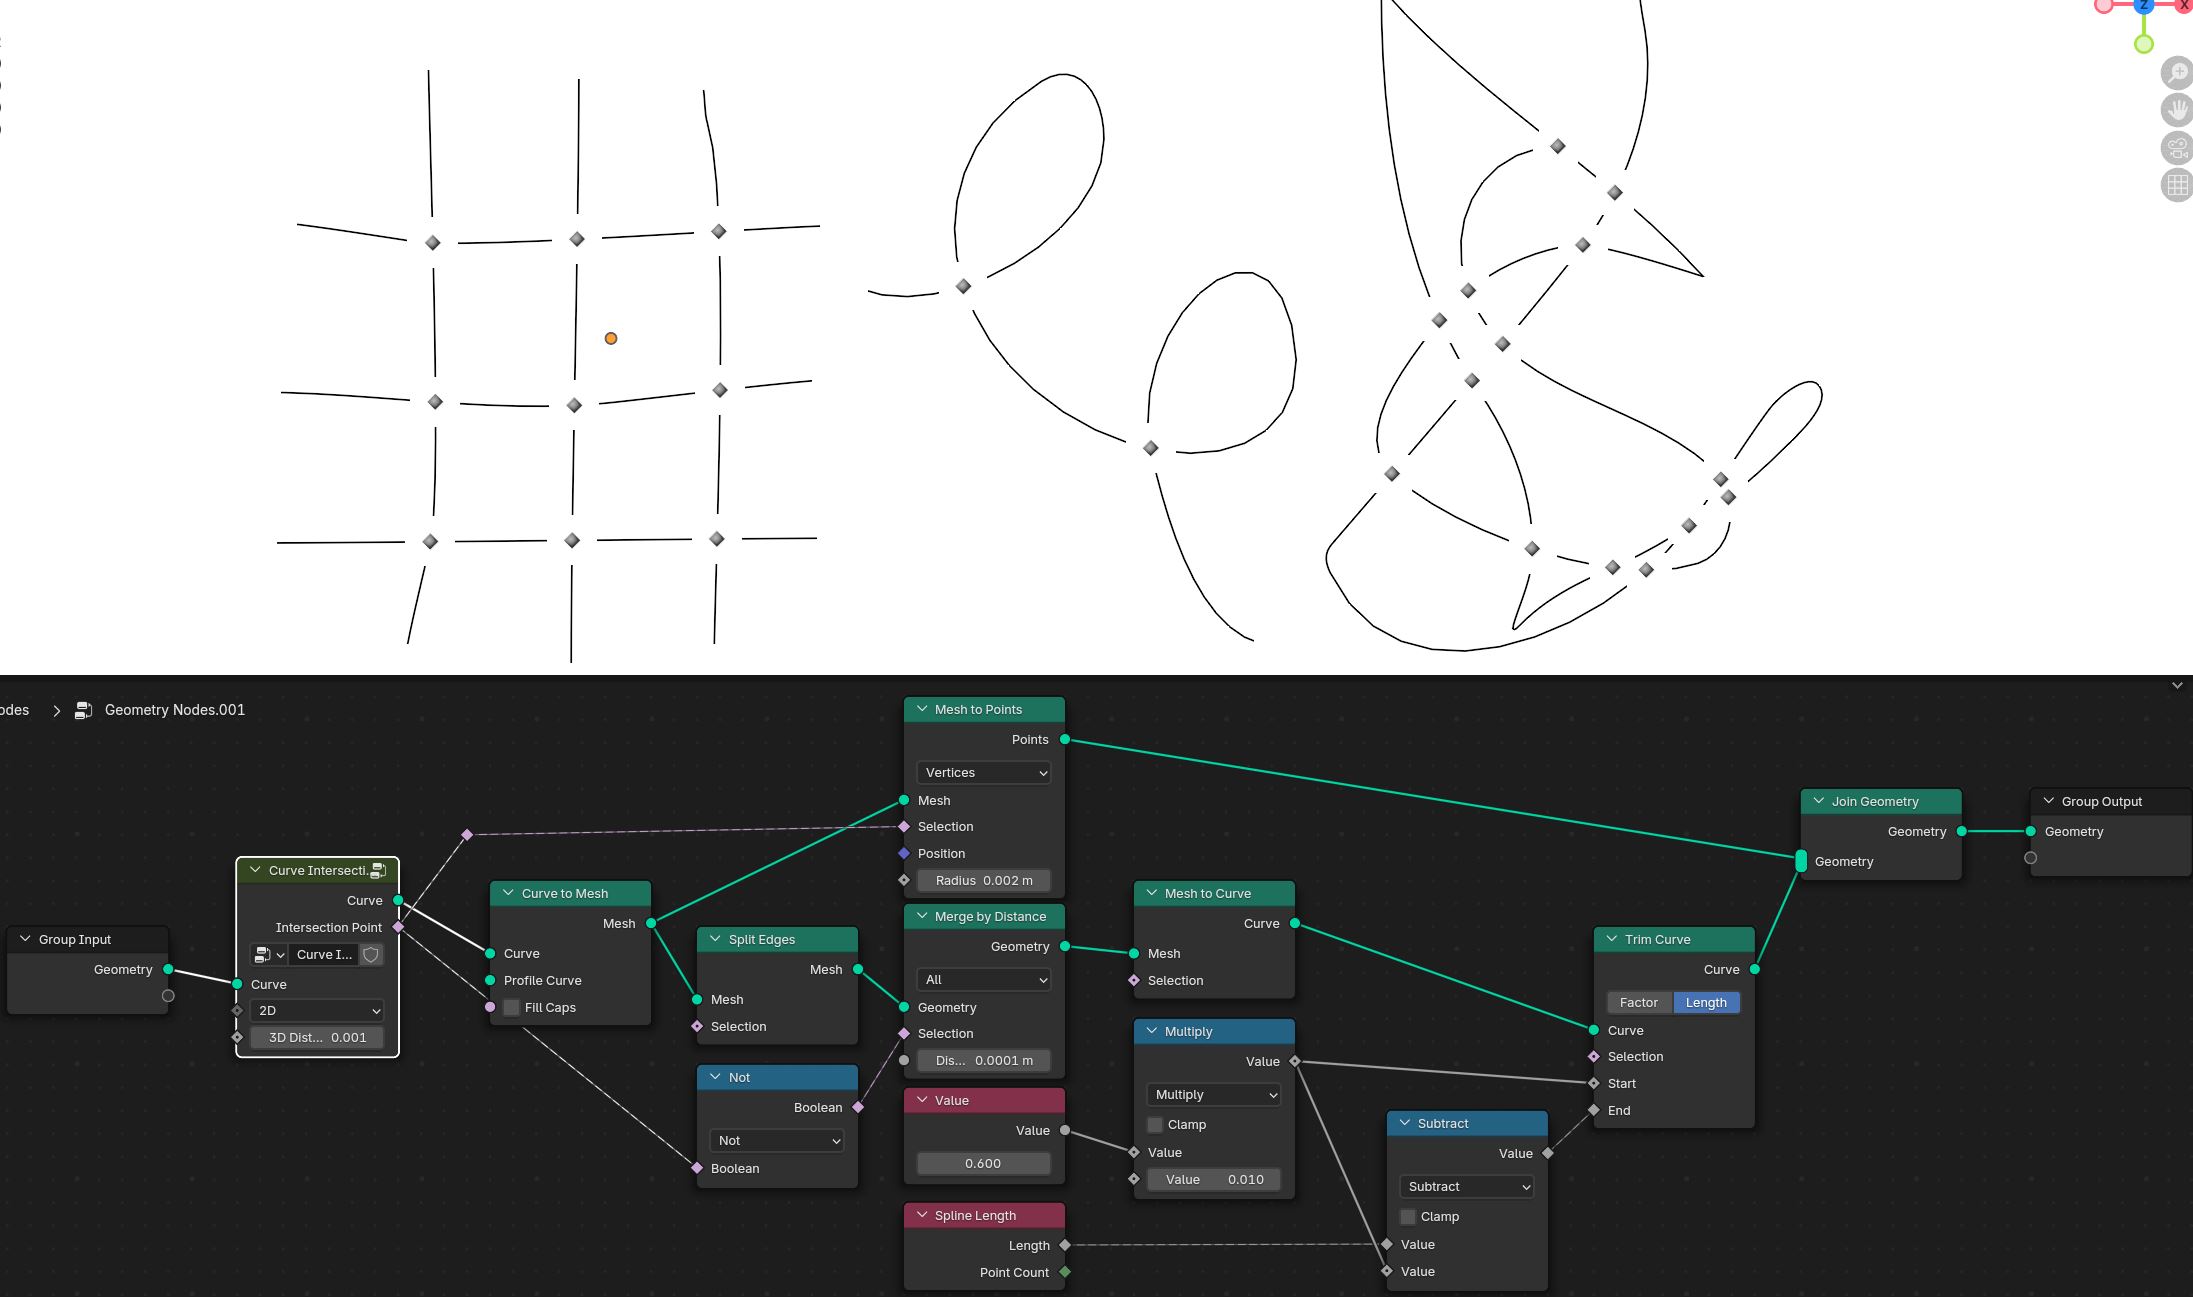 Z
X
odes > Geometry Nodes.001
Mesh to Points
Points
Vertices
Mesh
Selection
Position
Radius 0.002 m
Join Geometry
Geometry
Geometry
Group Output
Geometry
Curve Intersecti.
Curve
Intersection Point
Curve I...
Curve
2D
3D Dist... 0.001
Group Input
Geometry
Curve to Mesh
Mesh
Curve
Profile Curve
Fill Caps
Split Edges
Mesh
Mesh
Selection
Not
Boolean
Not
Boolean
Merge by Distance
Geometry
All
Geometry
Selection
Dis... 0.0001 m
Value
Value
0.600
Spline Length
Length
Point Count
Mesh to Curve
Curve
Mesh
Selection
Multiply
Value
Multiply
Clamp
Value
Value 0.010
Subtract
Value
Subtract
Clamp
Value
Value
Trim Curve
Curve
Factor Length
Curve
Selection
Start
End